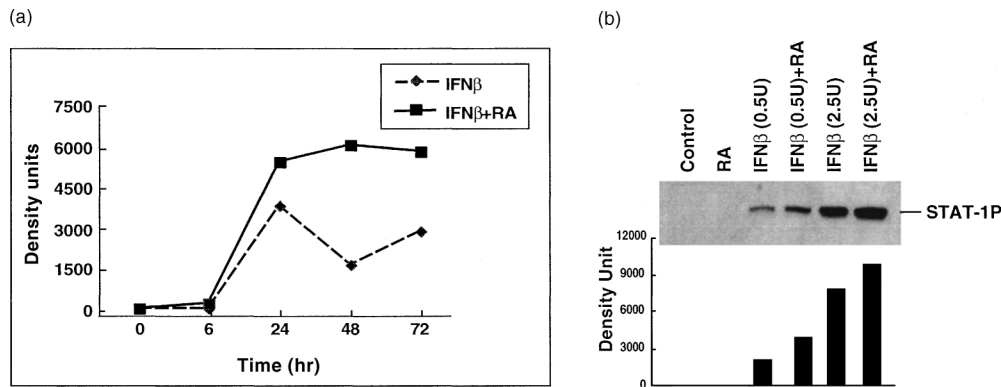 (a)
IFNβ
IFNβ+RA
7500
6000
4500
3000
1500
0
Density units
0 6 24 48 72
Time (hr)
(b)
Control
RA
IFNβ (0.5U)
IFNβ (0.5U)+RA
IFNβ (2.5U)
IFNβ (2.5U)+RA
STAT-1P
12000
9000
6000
3000
0
Density Unit